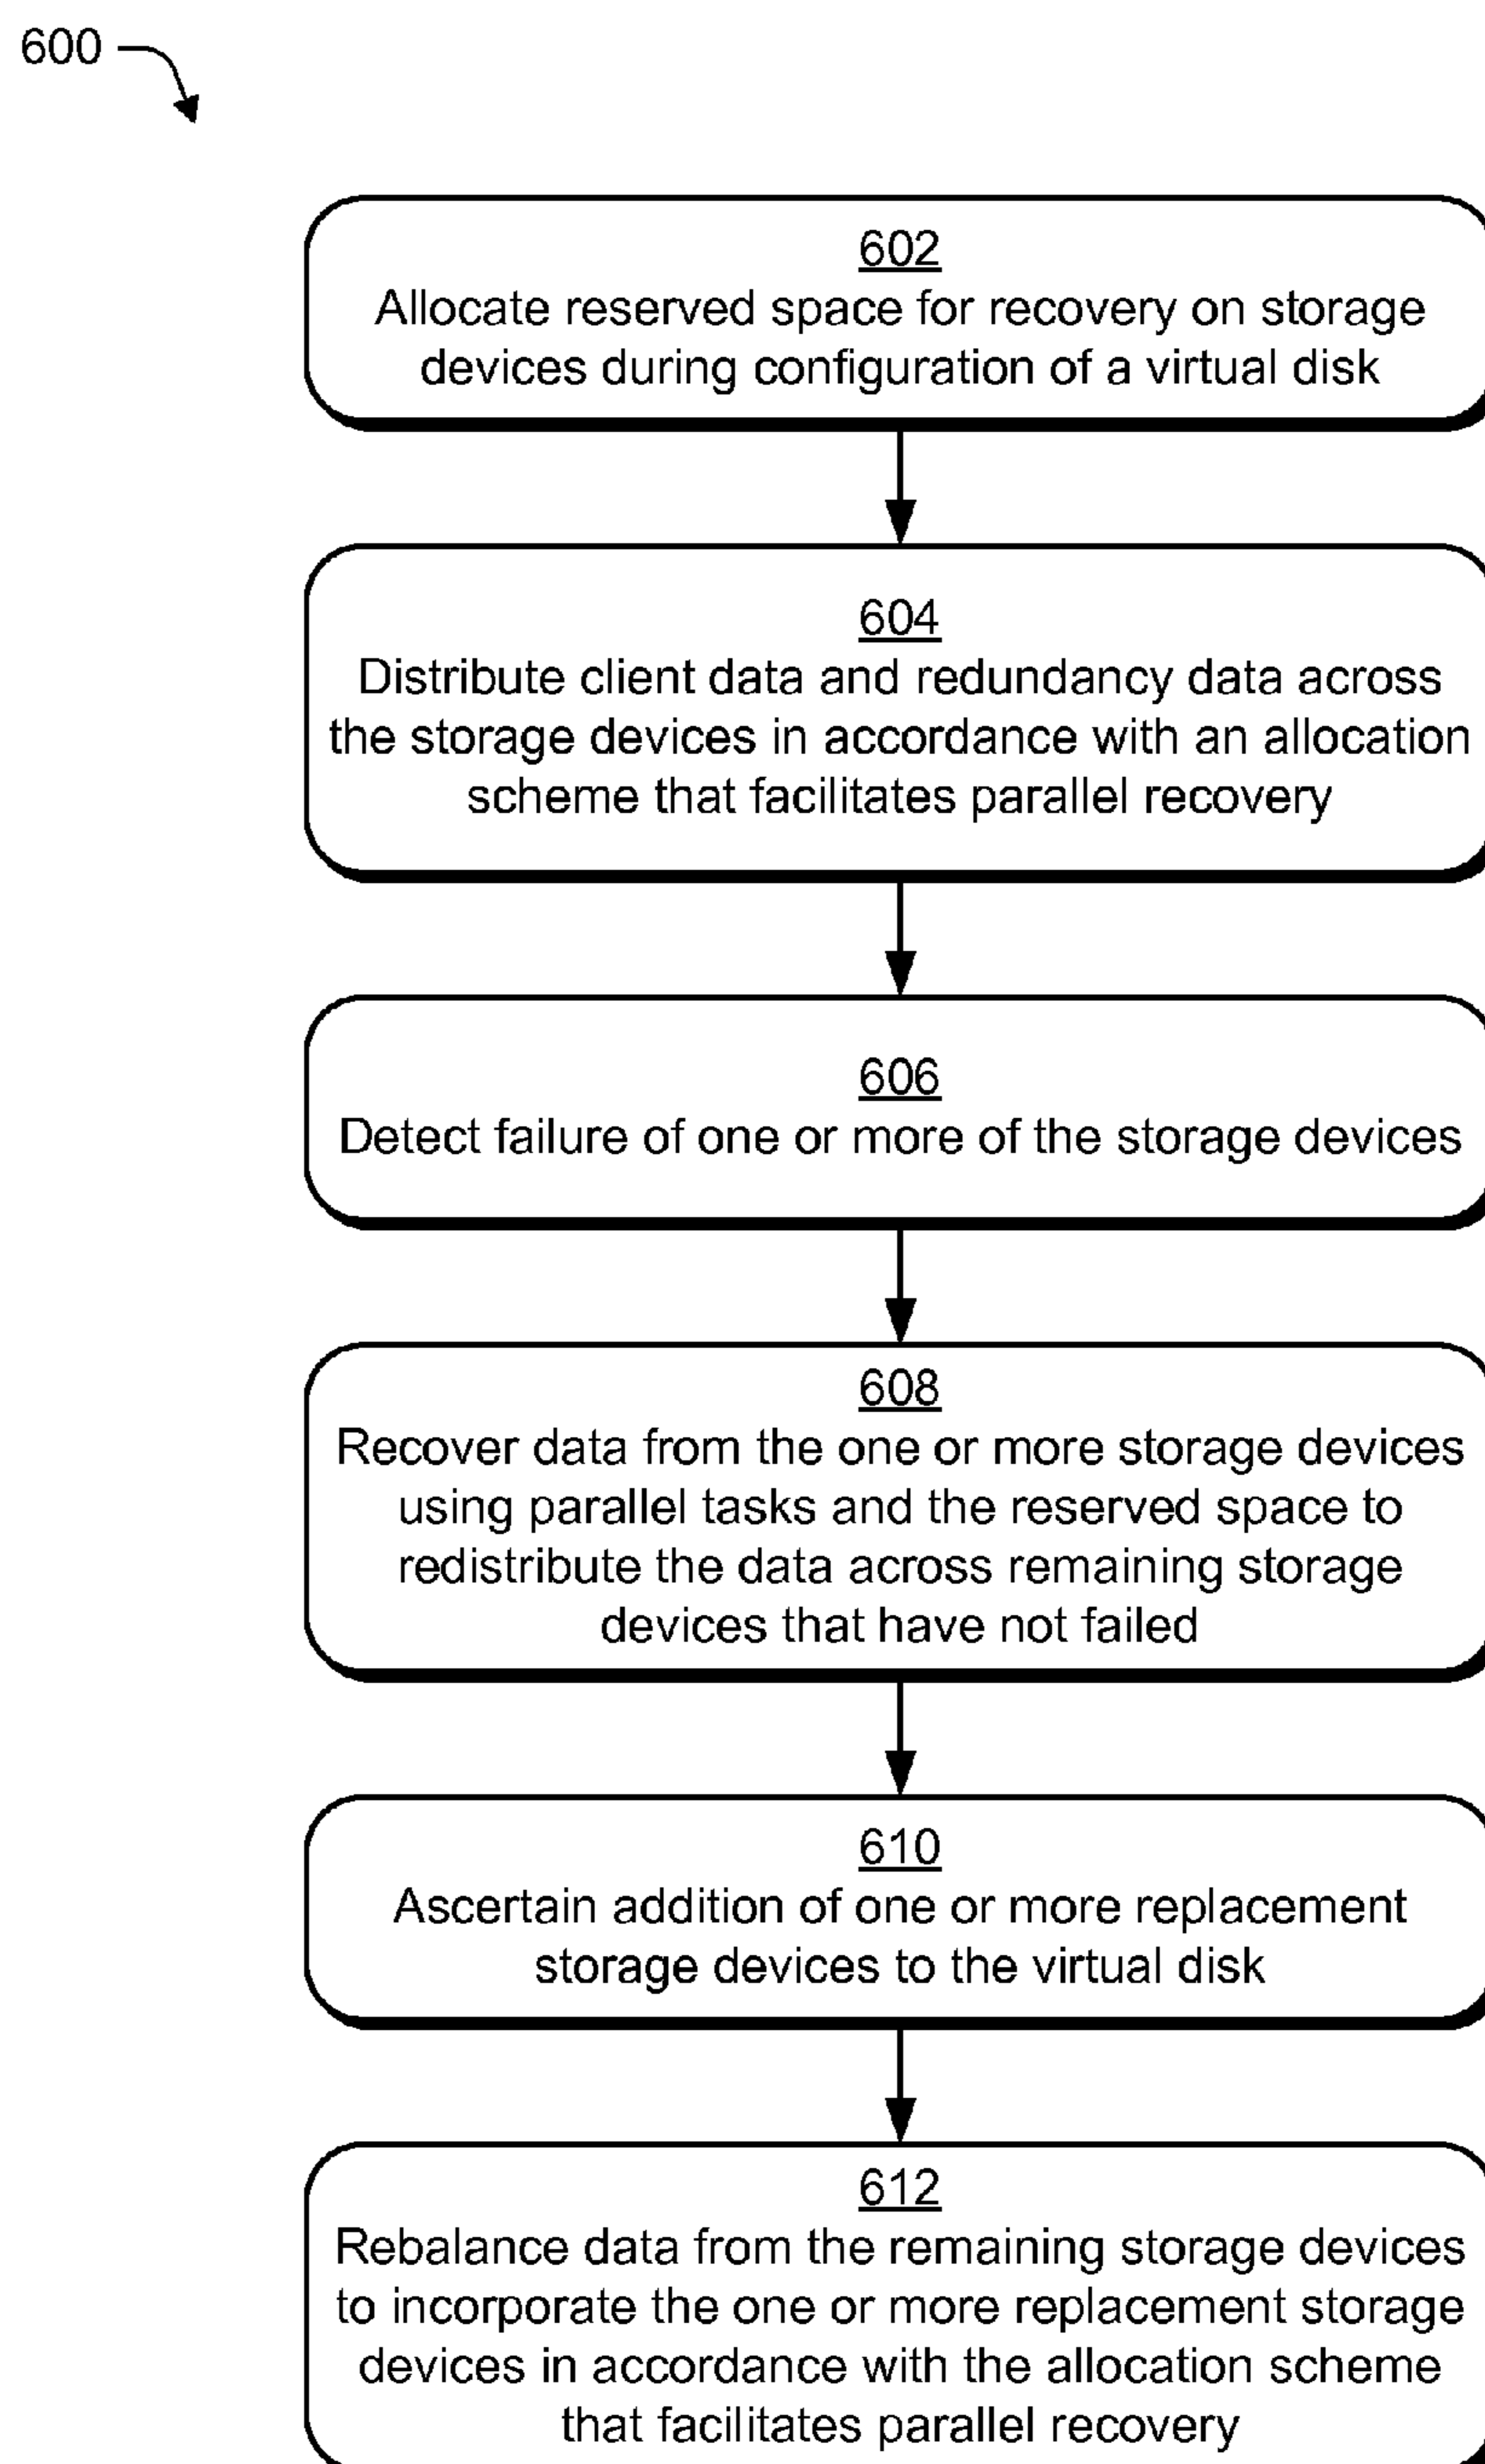 600
602
Allocate reserved space for recovery on storage
devices during configuration of a virtual disk
604
Distribute client data and redundancy data across
the storage devices in accordance with an allocation
scheme that facilitates parallel recovery
606
Detect failure of one or more of the storage devices
608
Recover data from the one or more storage devices
using parallel tasks and the reserved space to
redistribute the data across remaining storage
devices that have not failed
610
Ascertain addition of one or more replacement
storage devices to the virtual disk
612
Rebalance data from the remaining storage devices
to incorporate the one or more replacement storage
devices in accordance with the allocation scheme
that facilitates parallel recovery